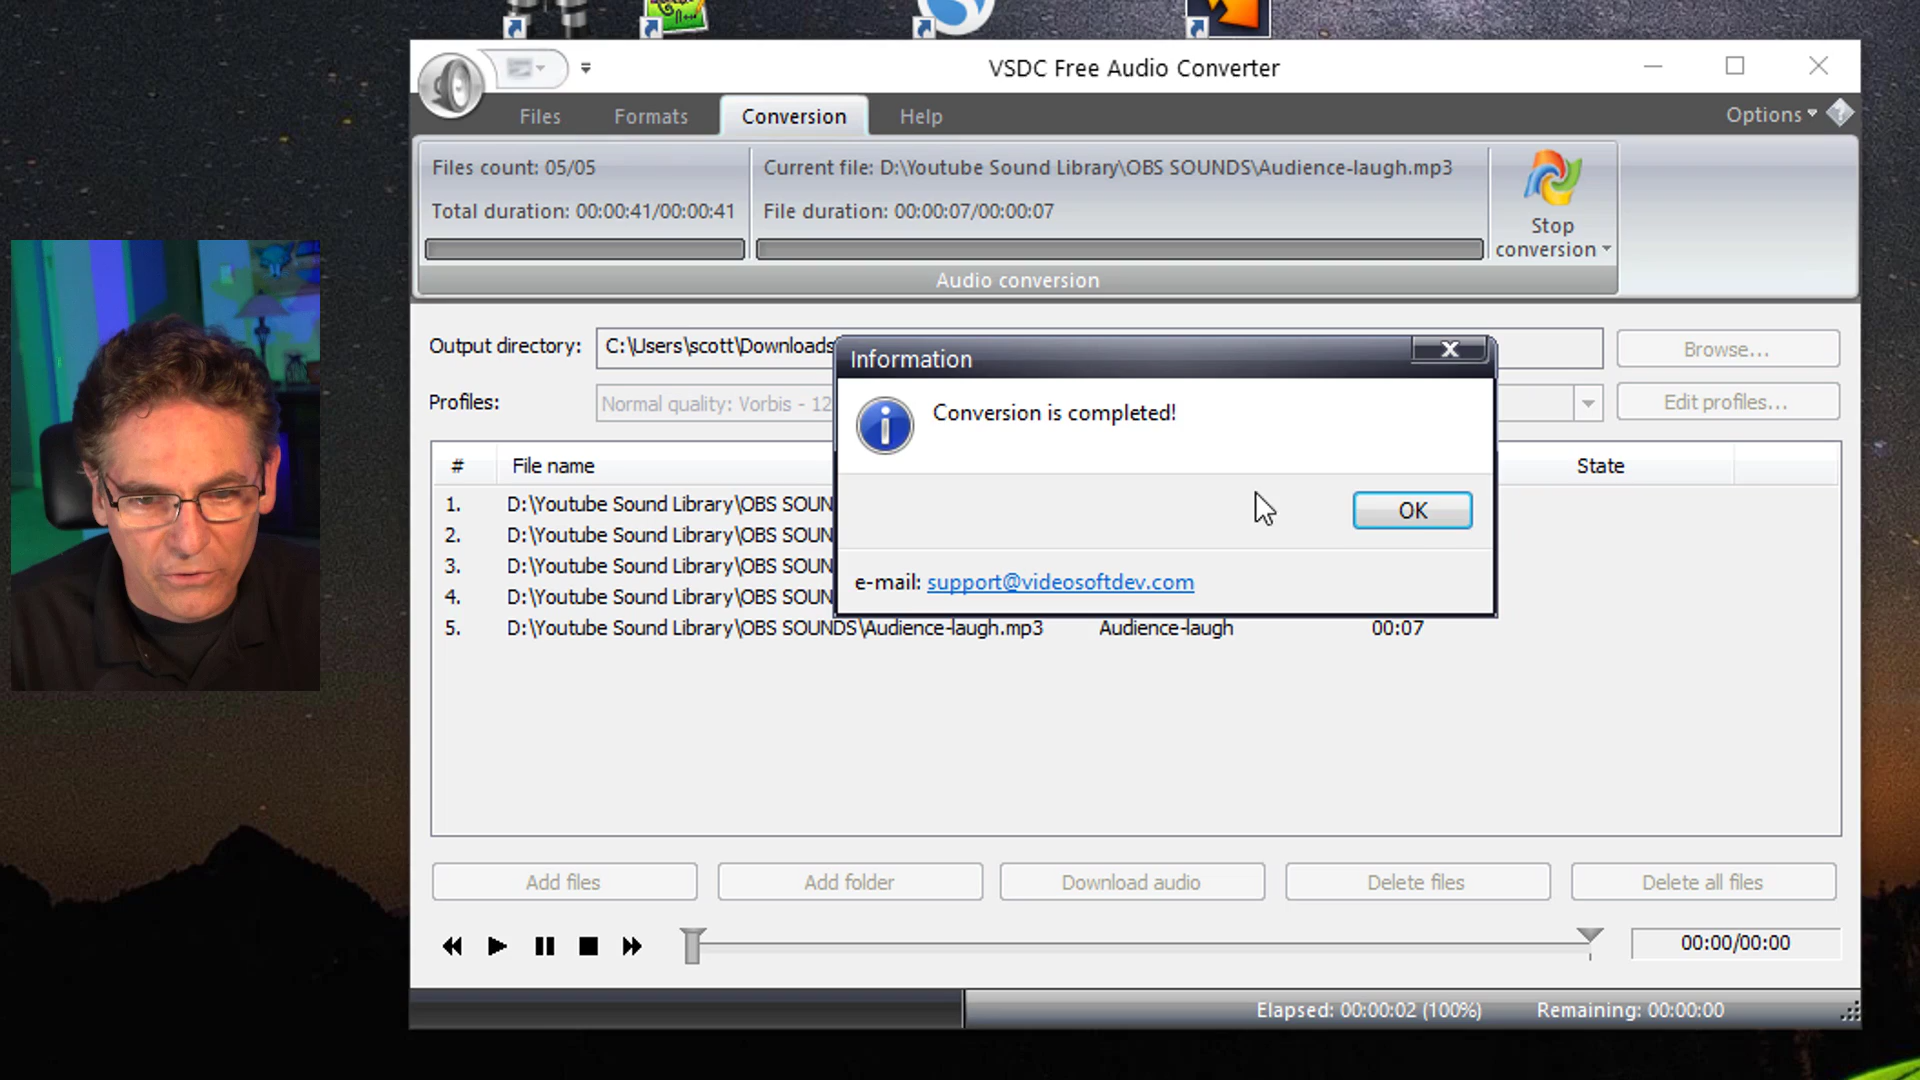 VSDC Free Audio Converter
Files
Formats
Conversion
Help
Options
Files count: 05/05
Current file: D:\Youtube Sound Library\OBS SOUNDS\Audience-laugh.mp3
Total duration: 00:00:41/00:00:41
File duration: 00:00:07/00:00:07
Stop
conversion
Audio conversion
Output directory:
C:\Users\scott\Downloads
Browse...
Profiles:
Normal quality: Vorbis - 12
Edit profiles...
Information
Conversion is completed!
OK
e-mail: support@videosoftdev.com
#
File name
State
1. D:\Youtube Sound Library\OBS SOUN
2. D:\Youtube Sound Library\OBS SOUN
3. D:\Youtube Sound Library\OBS SOUN
4. D:\Youtube Sound Library\OBS SOUN
5. D:\Youtube Sound Library\OBS SOUNDS\Audience-laugh.mp3 Audience-laugh 00:07
Add files
Add folder
Download audio
Delete files
Delete all files
00:00/00:00
Elapsed: 00:00:02 (100%)
Remaining: 00:00:00